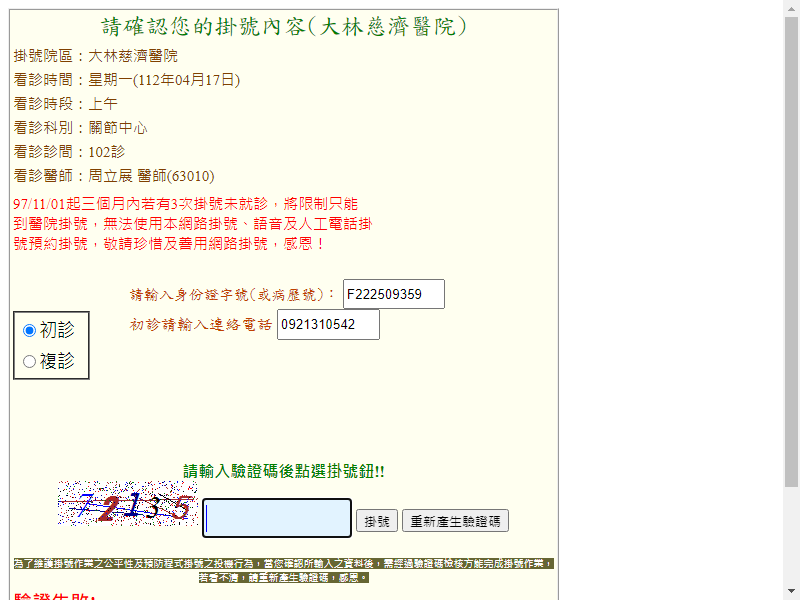 請確認您的掛號內容(大林慈濟醫院)
掛號院區：大林慈濟醫院
看診時間：星期一(112年04月17日)
看診時段：上午
看診科別：關節中心
看診診間：102診
看診醫師：周立展 醫師(63010)
97/11/01起三個月內若有3次掛號未就診，將限制只能
到醫院掛號，無法使用本網路掛號、語音及人工電話掛
號預約掛號，敬請珍惜及善用網路掛號，感恩！
請輸入身份證字號(或病歷號)： F222509359
初診
初診請輸入連絡電話 0921310542
複診
請輸入驗證碼後點選掛號鈕!!
72135
掛號 重新產生驗證碼
為了維護掛號作業之公平性及預防程式掛號之投機行為，當您確認所輸入之資料後，需經過驗證碼檢核方能完成掛號作業，
若看不清，請重新產生驗證碼，感恩。
驗證失敗: